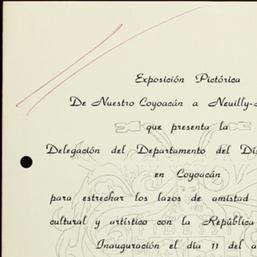 Exposición Pictórica
De Nuestro Coyoacán a Neuilly-
que presenta la
Delegación del Departamento del
en Coyoacán
para estrechar los lazos de amistad
cultural y artístico con la República
Inauguración el día 11 del